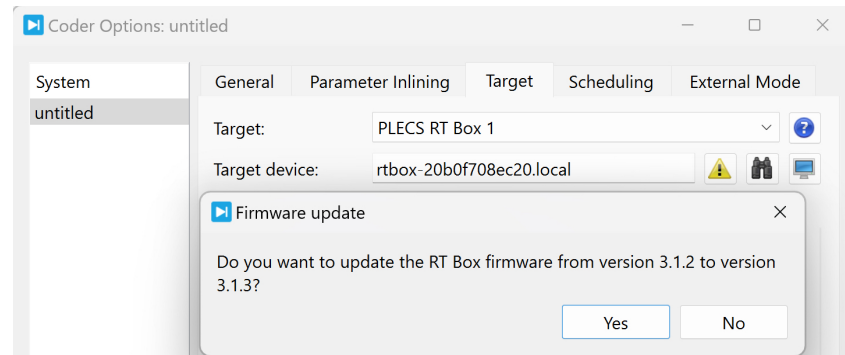 Coder Options: untitled
System
General Parameter Inlining Target Scheduling External Mode
untitled
Target: PLECS RT Box 1
Target device: rtbox-20b0f708ec20.local
Firmware update
Do you want to update the RT Box firmware from version 3.1.2 to version
3.1.3?
Yes No